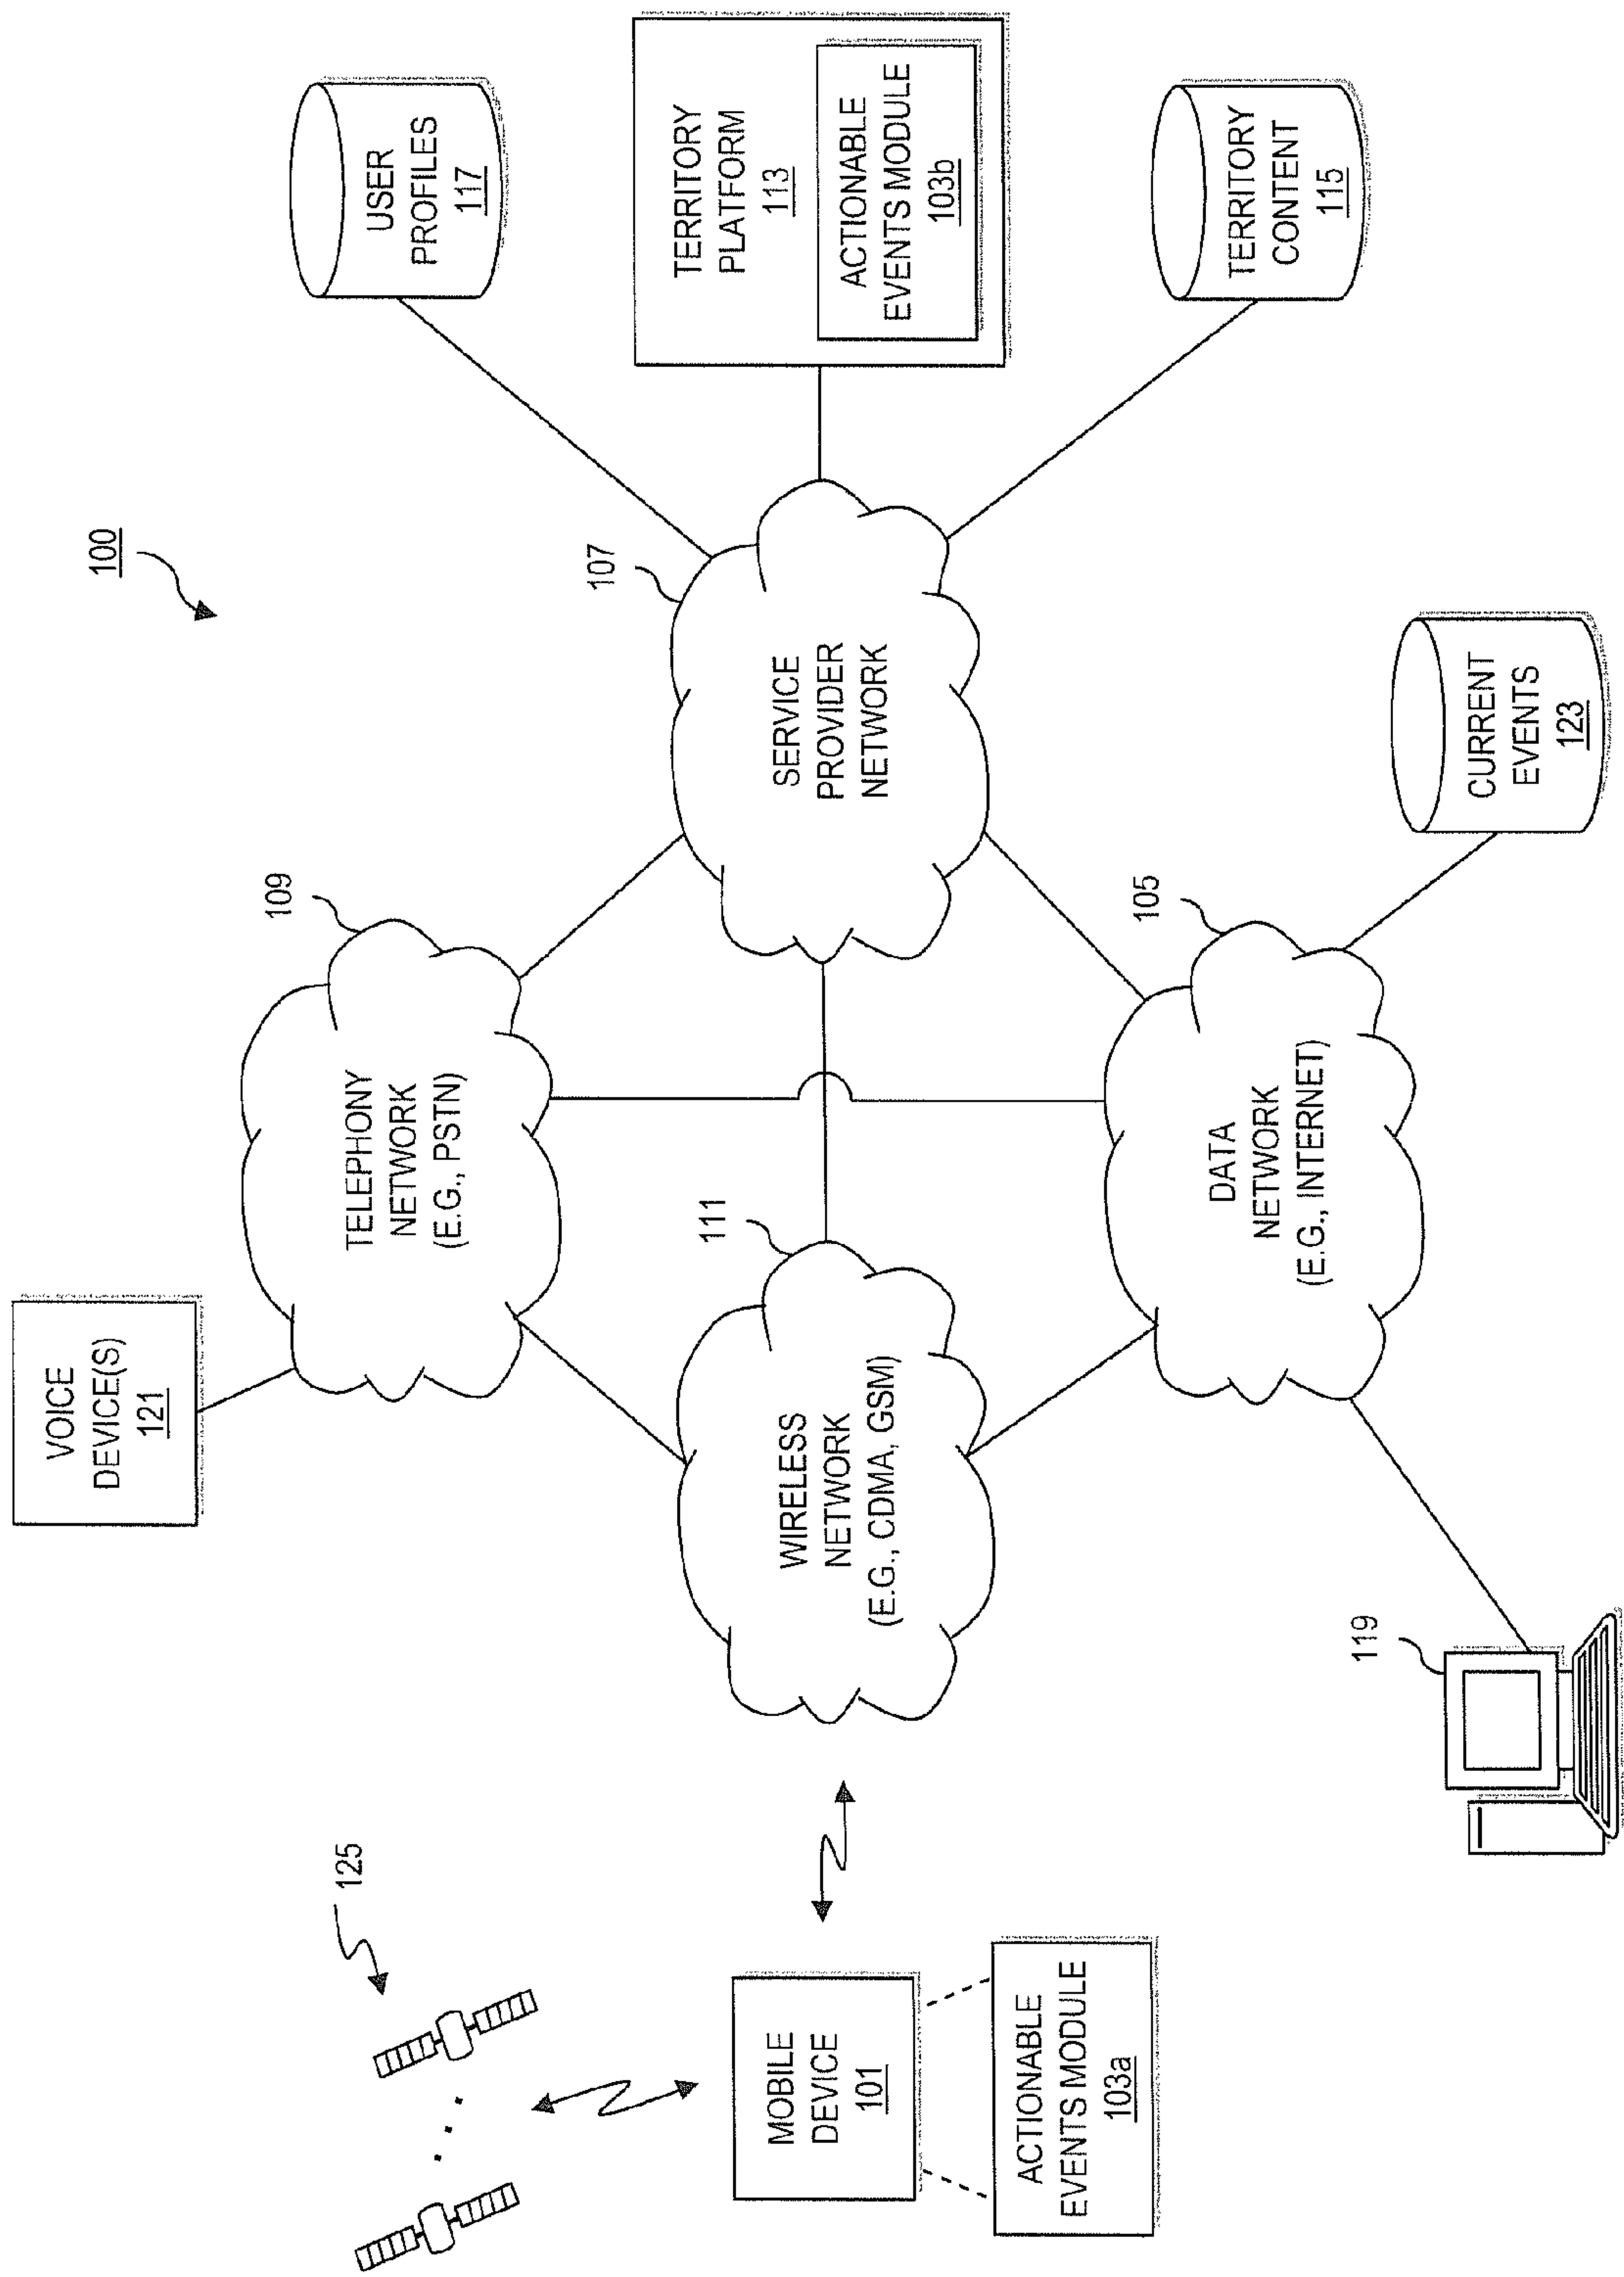 100
VOICE
DEVICE(S)
121
109
TELEPHONY
NETWORK
(E.G., PSTN)
USER
PROFILES
117
125
111
107
MOBILE
DEVICE
101
WIRELESS
NETWORK
(E.G., CDMA, GSM)
SERVICE
PROVIDER
NETWORK
TERRITORY
PLATFORM
113
ACTIONABLE
EVENTS MODULE
103b
ACTIONABLE
EVENTS MODULE
103a
105
DATA
NETWORK
(E.G., INTERNET)
TERRITORY
CONTENT
115
119
CURRENT
EVENTS
123